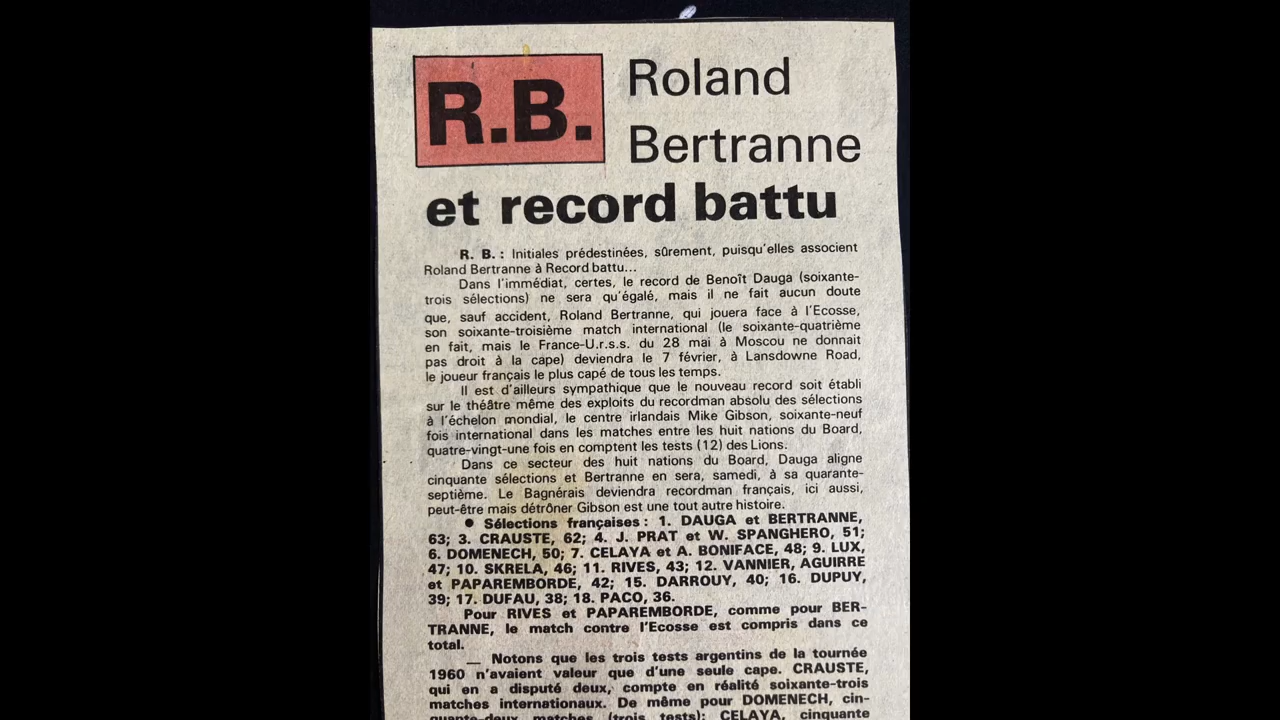 R.B.
Roland
Bertranne
et record battu
R. B. : Initiales prédestinées, sûrement, puisqu'elles associent
Roland Bertranne à Record battu...
Dans l'immédiat, certes, le record de Benoît Dauga (soixante-
trois sélections) ne sera qu'égalé, mais il ne fait aucun doute
que, sauf accident, Roland Bertranne, qui jouera face à l'Ecosse,
son soixante-troisième match international (le soixante-quatrième
en fait, mais le France-U.r.s.s. du 28 mai à Moscou ne donnait
pas droit à la cape) deviendra le 7 février, à Lansdowne Road,
le joueur français le plus capé de tous les temps.
Il est d'ailleurs sympathique que le nouveau record soit établi
sur le théâtre même des exploits du recordman absolu des sélections
à l'échelon mondial, le centre irlandais Mike Gibson, soixante-neuf
fois international dans les matches entre les huit nations du Board,
quatre-vingt-une fois en comptent les tests (12) des Lions.
Dans ce secteur des huit nations du Board, Dauga aligne
cinquante sélections et Bertranne en sera, samedi, à sa quarante-
septième. Le Bagnérais deviendra recordman français, ici aussi,
peut-être mais détrôner Gibson est une tout autre histoire.
● Sélections françaises : 1. DAUGA et BERTRANNE,
63; 3. CRAUSTE, 62; 4. J. PRAT et W. SPANGHERO, 51;
6. DOMENECH, 50; 7. CELAYA et A. BONIFACE, 48; 9. LUX,
47; 10. SKRELA, 46; 11. RIVES, 43; 12. VANNIER, AGUIRRE
et PAPAREMBORDE, 42; 15. DARROUY, 40; 16. DUPUY,
39; 17. DUFAU, 38; 18. PACO, 36.
Pour RIVES et PAPAREMBORDE, comme pour BER-
TRANNE, le match contre l'Ecosse est compris dans ce
total.
— Notons que les trois tests argentins de la tournée
1960 n'avaient valeur que d'une seule cape. CRAUSTE,
qui en a disputé deux, compte en réalité soixante-trois
matches internationaux. De même pour DOMENECH, cin-
quante-deux matches (trois tests); CELAYA, cinquante